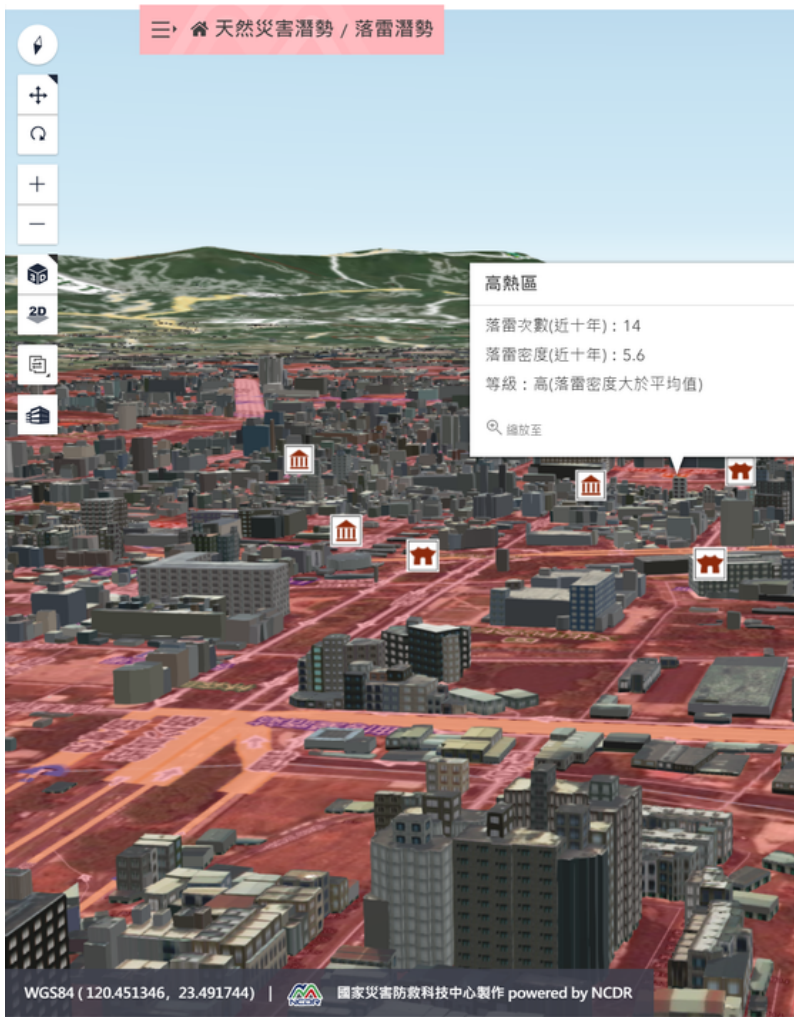 天然災害潛勢 / 落雷潛勢
3D
2D
高熱區
落雷次數(近十年)：14
落雷密度(近十年)：5.6
等級：高(落雷密度大於平均值)
縮放至
WGS84 ( 120.451346, 23.491744) | NCDR 國家災害防救科技中心製作 powered by NCDR